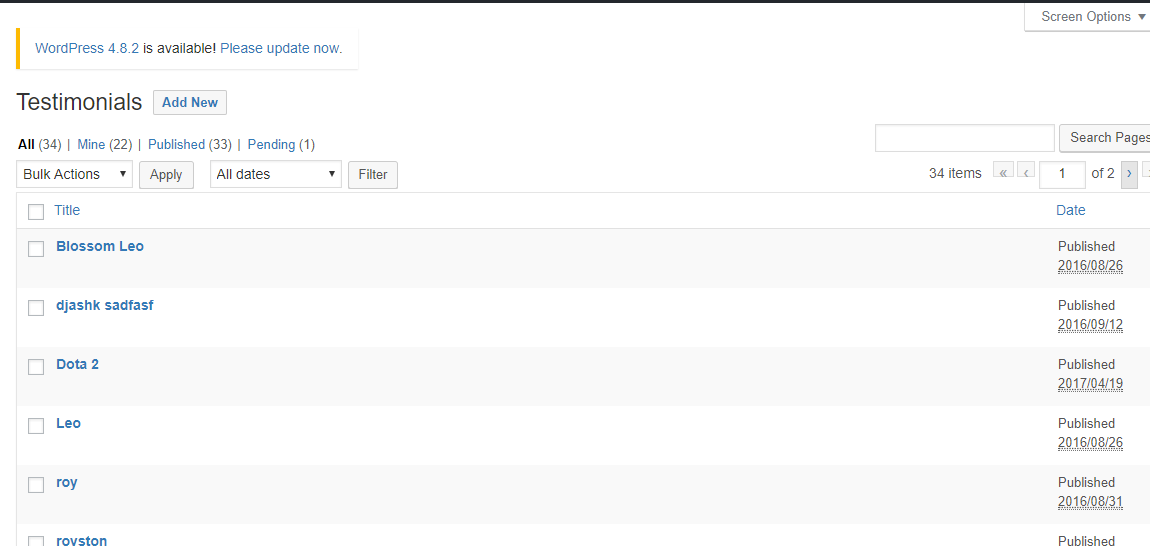 Screen Options ▼
WordPress 4.8.2 is available! Please update now.
Testimonials Add New
All (34) | Mine (22) | Published (33) | Pending (1)
Search Pages
Bulk Actions ▼ Apply All dates ▼ Filter 34 items « ‹ 1 of 2 ›
Title Date
Blossom Leo Published
2016/08/26
djashk sadfasf Published
2016/09/12
Dota 2 Published
2017/04/19
Leo Published
2016/08/26
roy Published
2016/08/31
royston Published